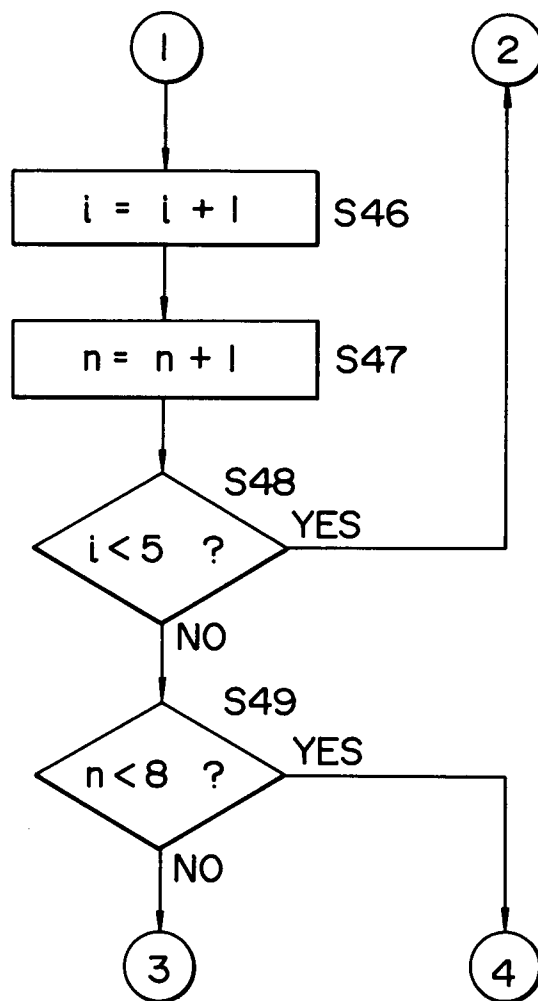 1
2
i = i + 1
S46
n = n + 1
S47
S48
i < 5 ?
YES
NO
S49
n < 8 ?
YES
NO
3
4